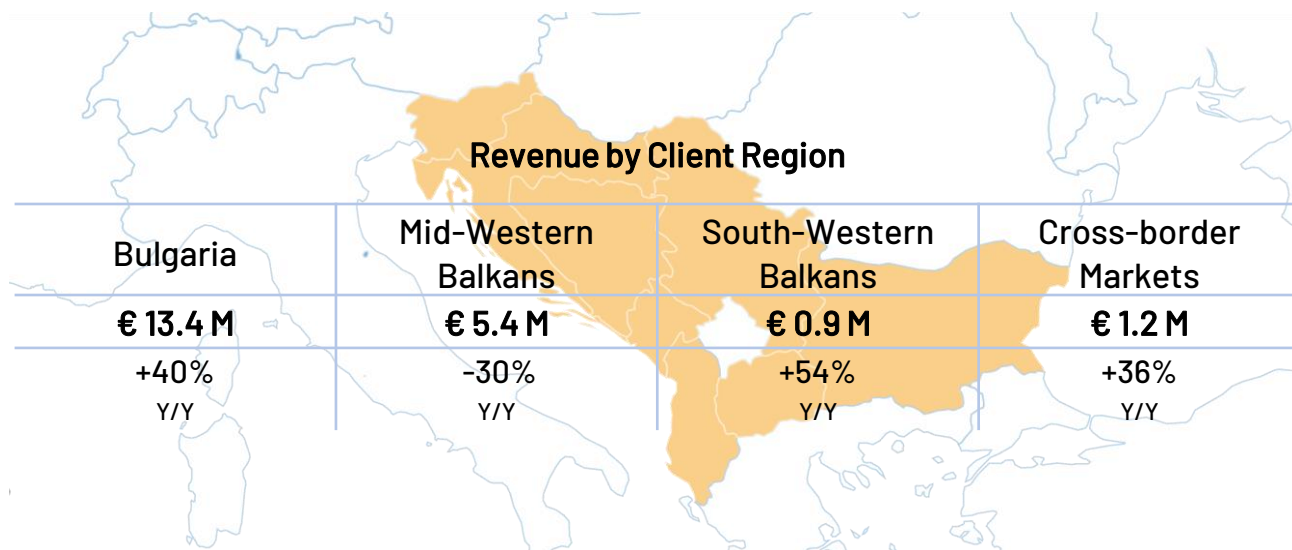 Revenue by Client Region
Bulgaria
Mid-Western
Balkans
South-Western
Balkans
Cross-border
Markets
€ 13.4 M
€ 5.4 M
€ 0.9 M
€ 1.2 M
+40%
-30%
+54%
+36%
Y/Y
Y/Y
Y/Y
Y/Y